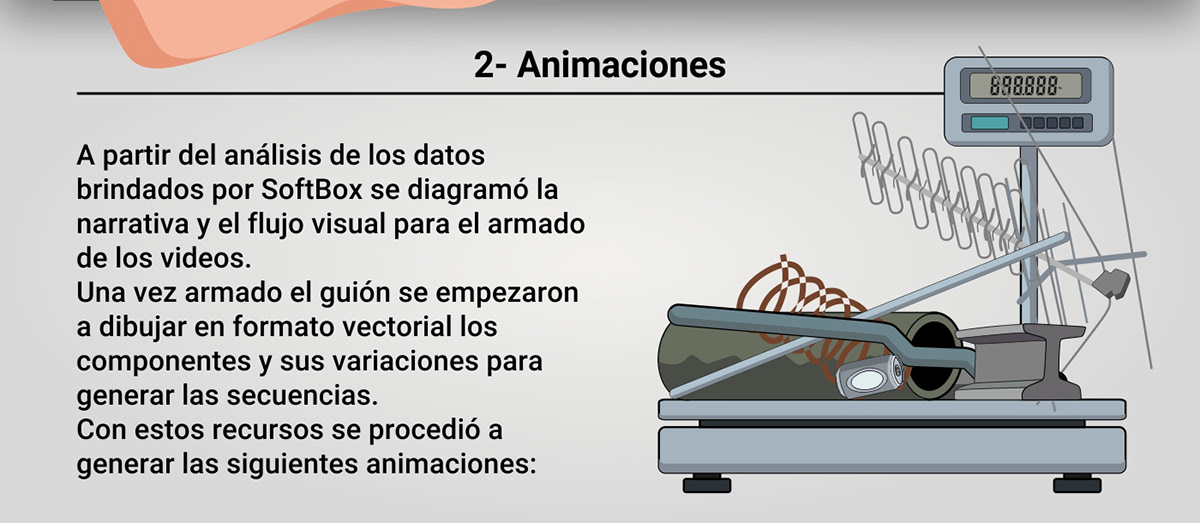 2- Animaciones
888.888
A partir del análisis de los datos
brindados por SoftBox se diagramó la
narrativa y el flujo visual para el armado
de los videos.
Una vez armado el guión se empezaron
a dibujar en formato vectorial los
componentes y sus variaciones para
generar las secuencias.
Con estos recursos se procedió a
generar las siguientes animaciones: